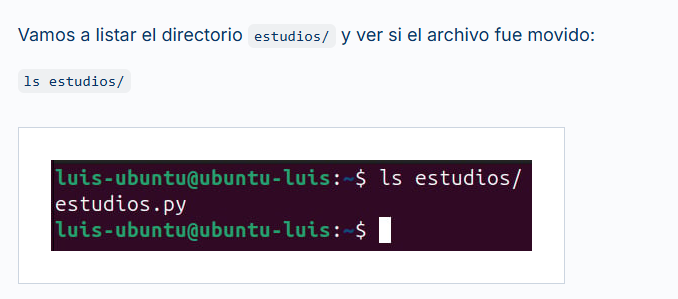 Vamos a listar el directorio estudios/ y ver si el archivo fue movido:
ls estudios/
luis-ubuntu@ubuntu-luis:~$ ls estudios/
estudios.py
luis-ubuntu@ubuntu-luis:~$